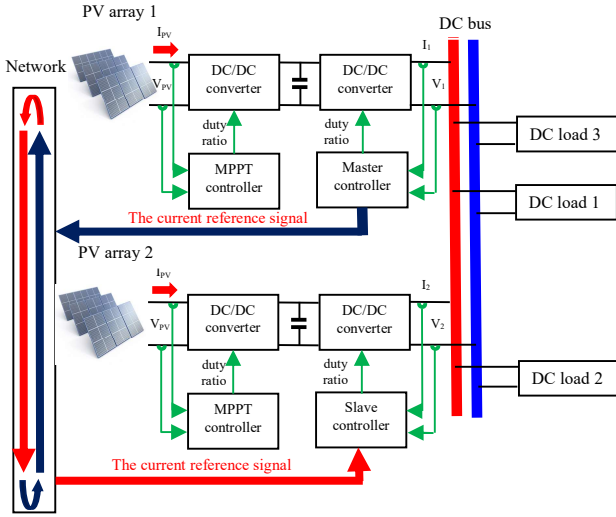 PV array 1
DC bus
Network
I_PV
I_1
V_PV
DC/DC
converter
DC/DC
converter
V_1
duty
ratio
duty
ratio
DC load 3
MPPT
controller
Master
controller
DC load 1
The current reference signal
PV array 2
I_PV
I_2
V_PV
DC/DC
converter
DC/DC
converter
V_2
duty
ratio
duty
ratio
DC load 2
MPPT
controller
Slave
controller
The current reference signal